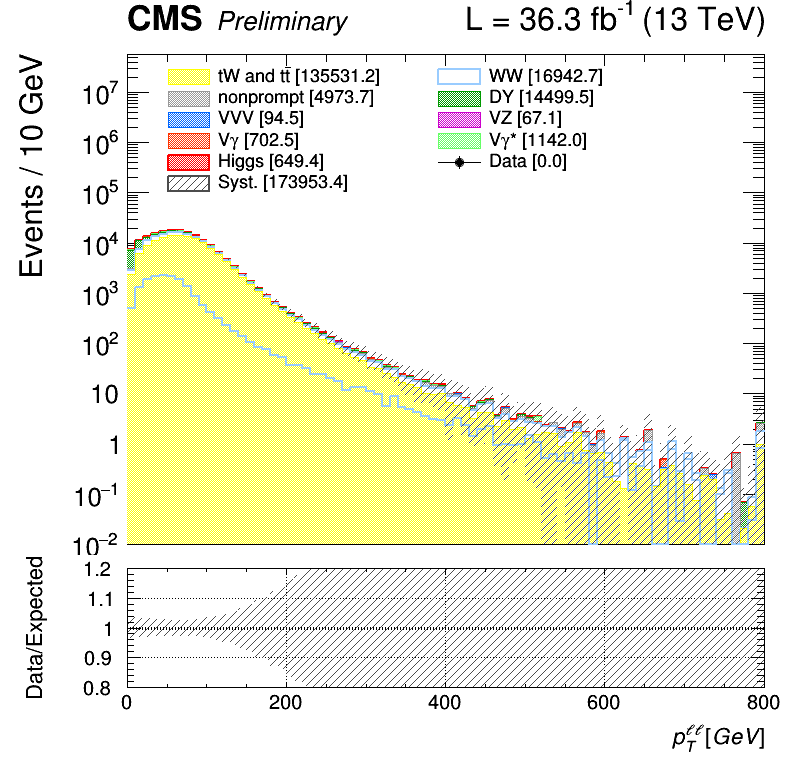 CMS Preliminary L = 36.3 fb⁻¹ (13 TeV)
Events / 10 GeV
tW and tt̄ [135531.2] WW [16942.7]
nonprompt [4973.7] DY [14499.5]
VVV [94.5] VZ [67.1]
Vγ [702.5] Vγ* [1142.0]
Higgs [649.4] Data [0.0]
Syst. [173953.4]
10⁷
10⁶
10⁵
10⁴
10³
10²
10
1
10⁻¹
10⁻²
Data/Expected
1.2
1.1
1
0.9
0.8
0 200 400 600 800
p_T^ℓℓ [GeV]